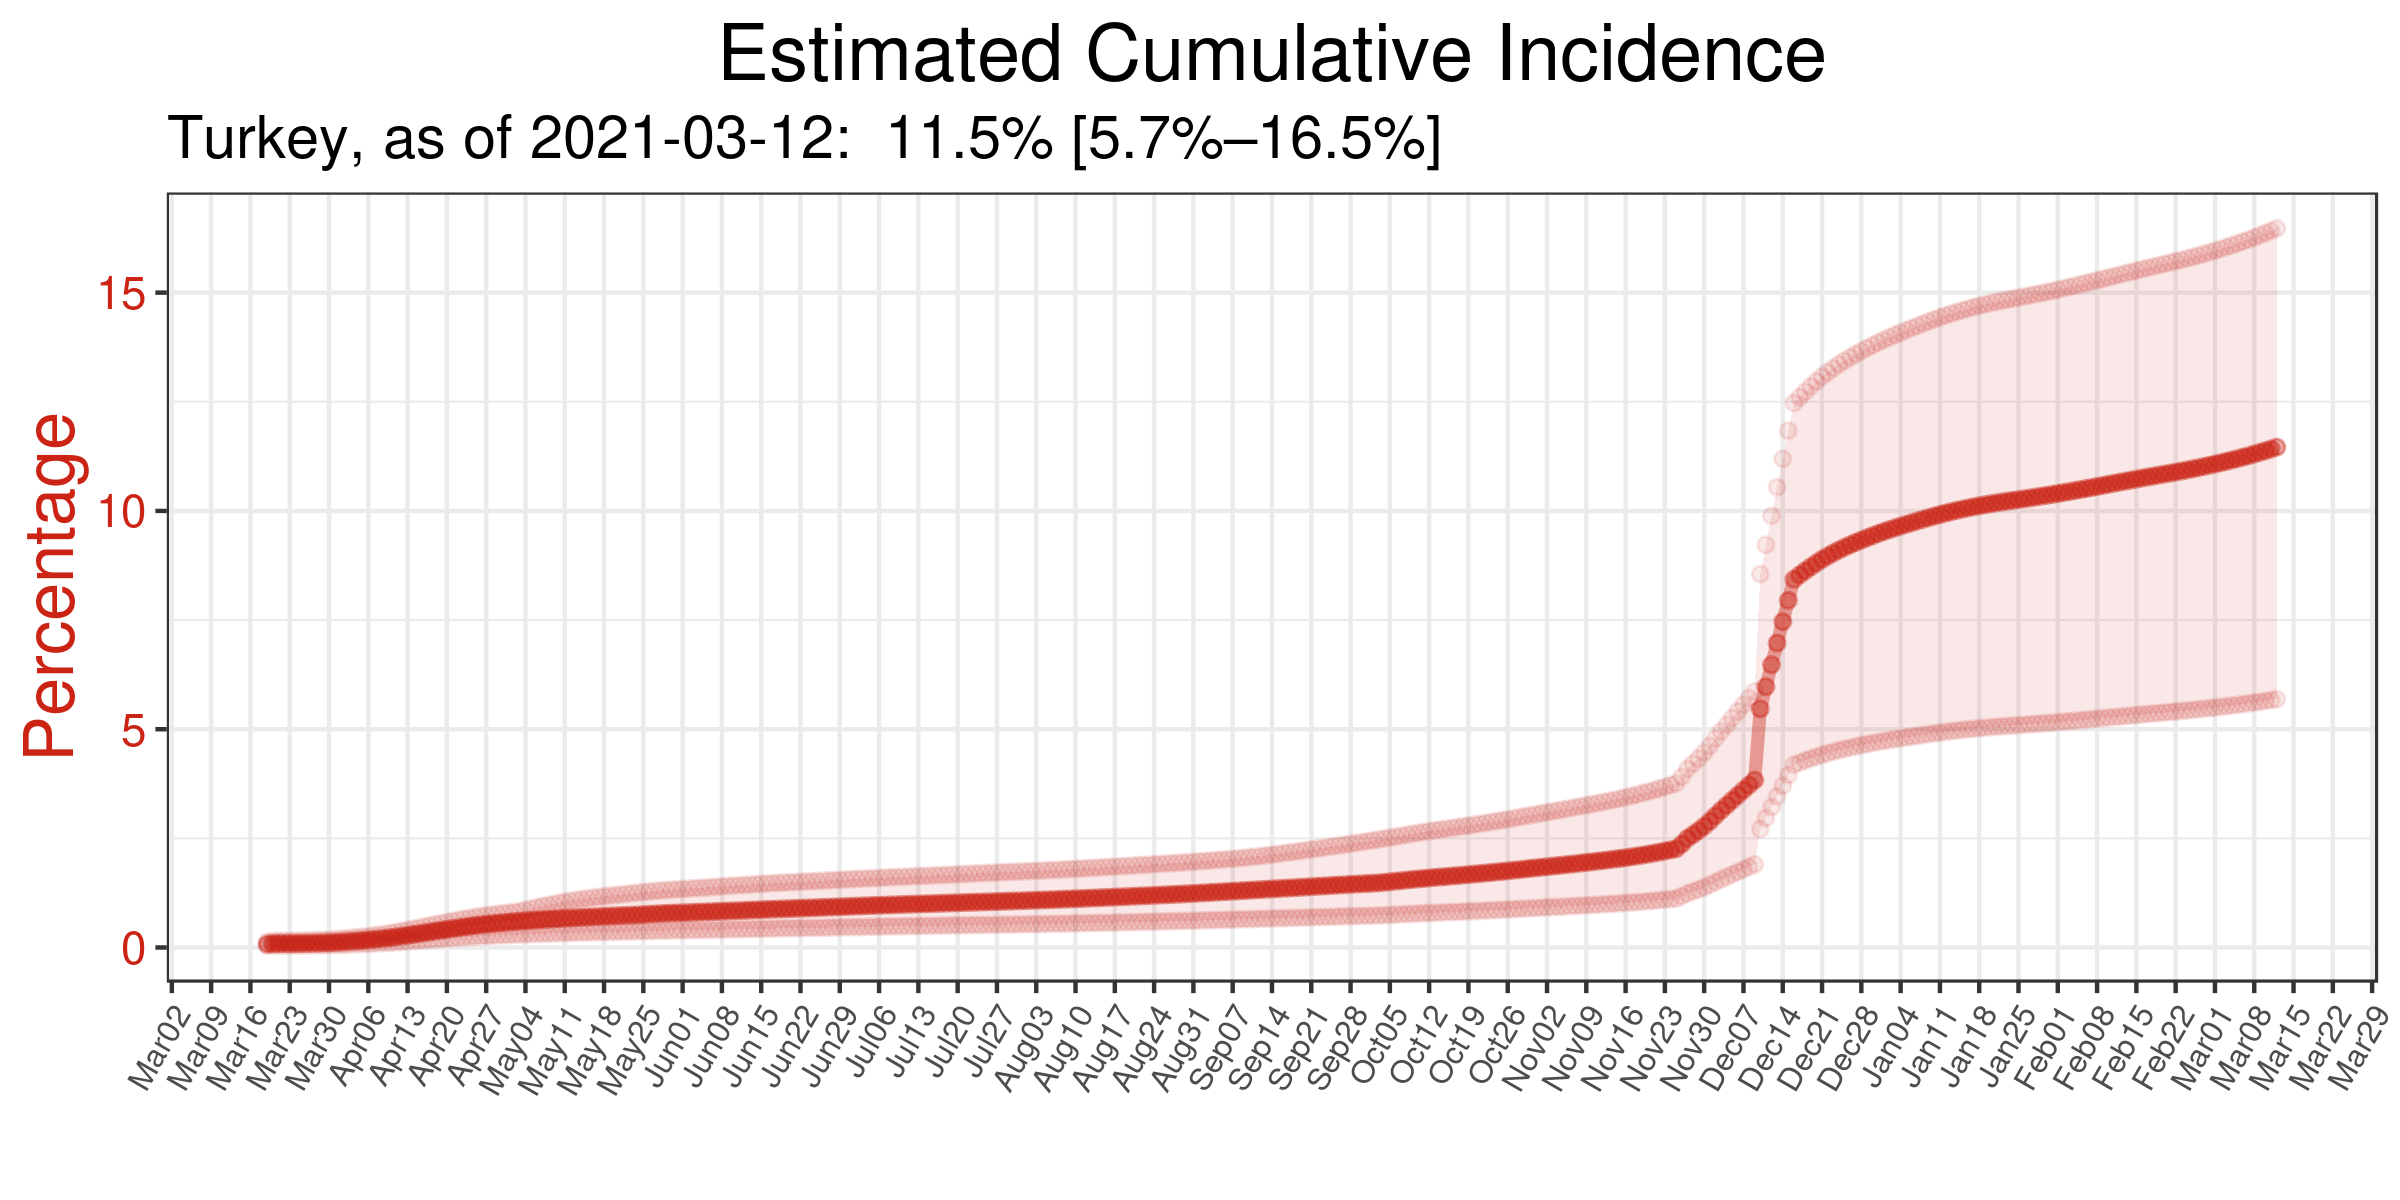 Estimated Cumulative Incidence
Turkey, as of 2021-03-12:  11.5% [5.7%–16.5%]
Percentage
15
10
5
0
Mar02
Mar09
Mar16
Mar23
Mar30
Apr06
Apr13
Apr20
Apr27
May04
May11
May18
May25
Jun01
Jun08
Jun15
Jun22
Jun29
Jul06
Jul13
Jul20
Jul27
Aug03
Aug10
Aug17
Aug24
Aug31
Sep07
Sep14
Sep21
Sep28
Oct05
Oct12
Oct19
Oct26
Nov02
Nov09
Nov16
Nov23
Nov30
Dec07
Dec14
Dec21
Dec28
Jan04
Jan11
Jan18
Jan25
Feb01
Feb08
Feb15
Feb22
Mar01
Mar08
Mar15
Mar22
Mar29